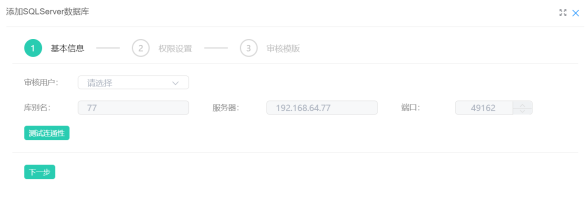 添加SQLServer数据库
1 基本信息 2 权限设置 3 审核模版
审核用户: 请选择
库别名: 77 服务器: 192.168.64.77 端口: 49162
测试连通性
下一步